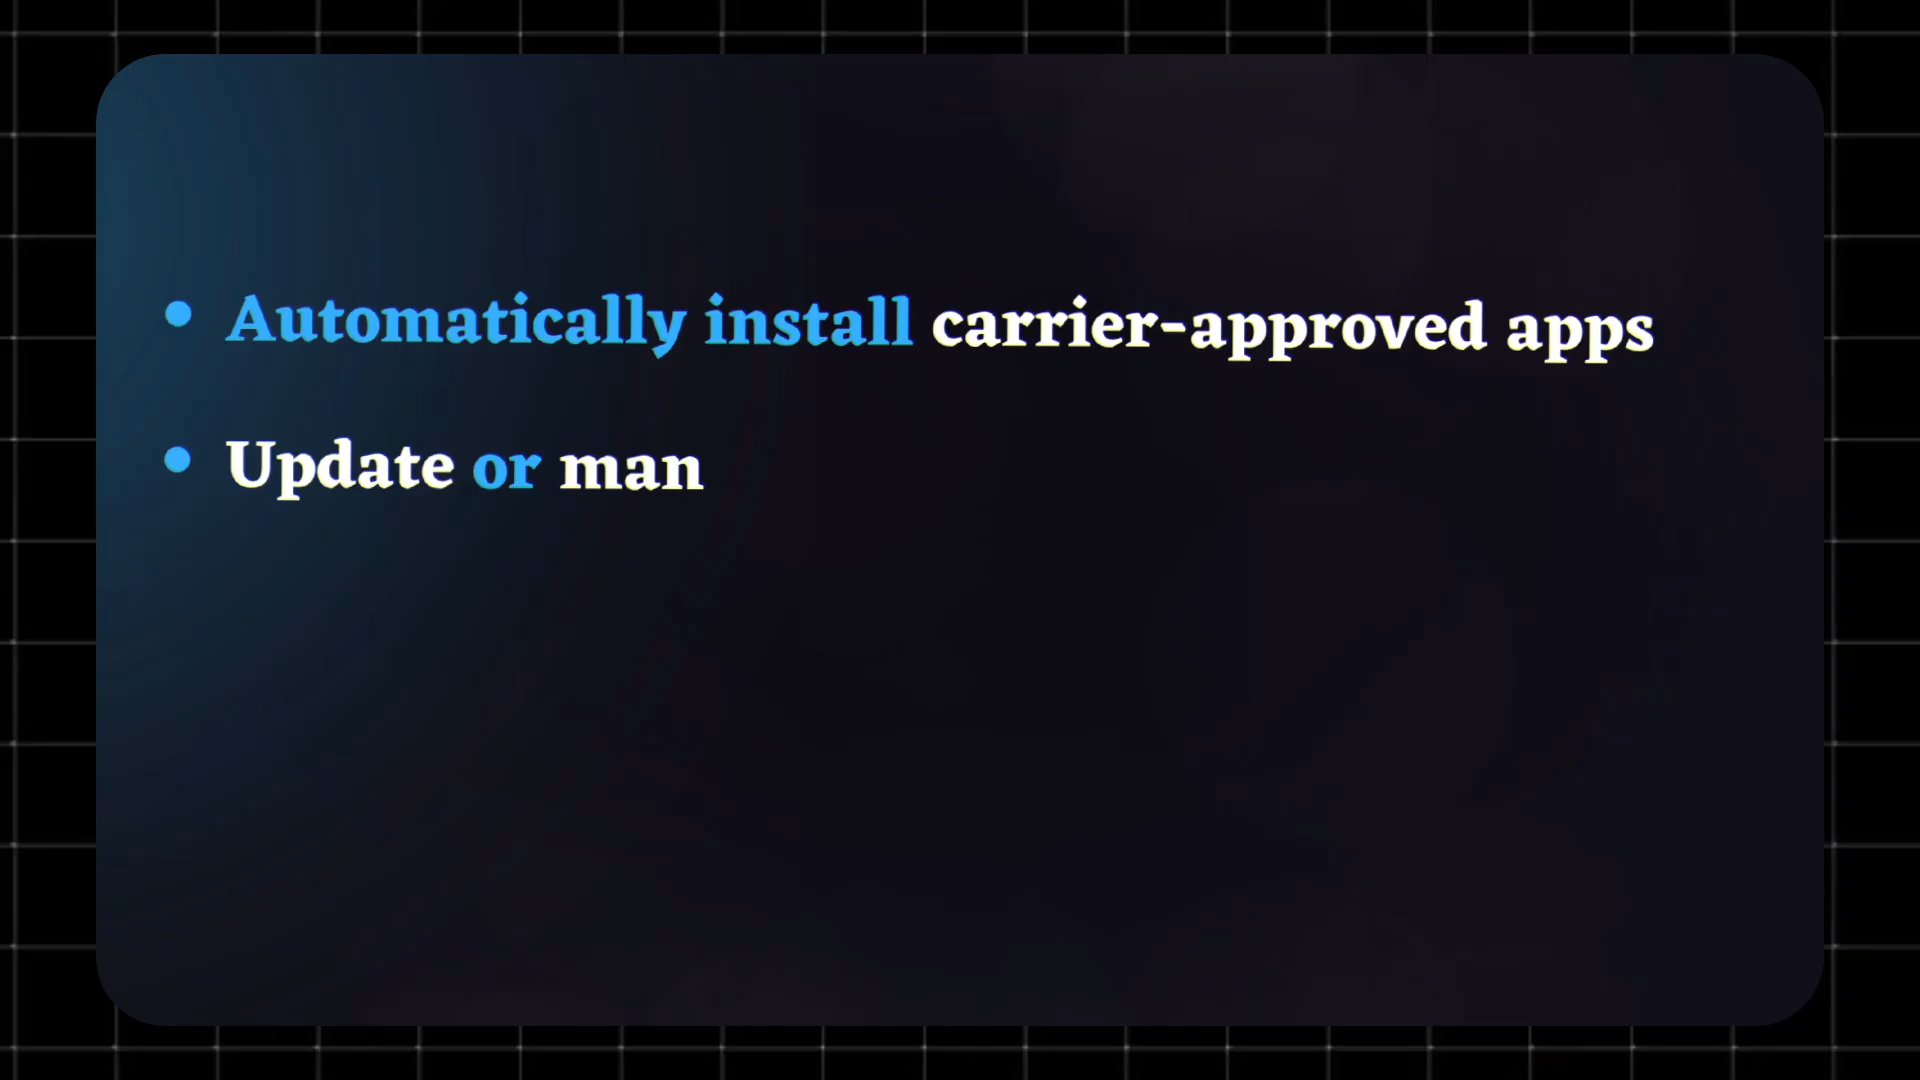 • Automatically install carrier-approved apps
• Update or man